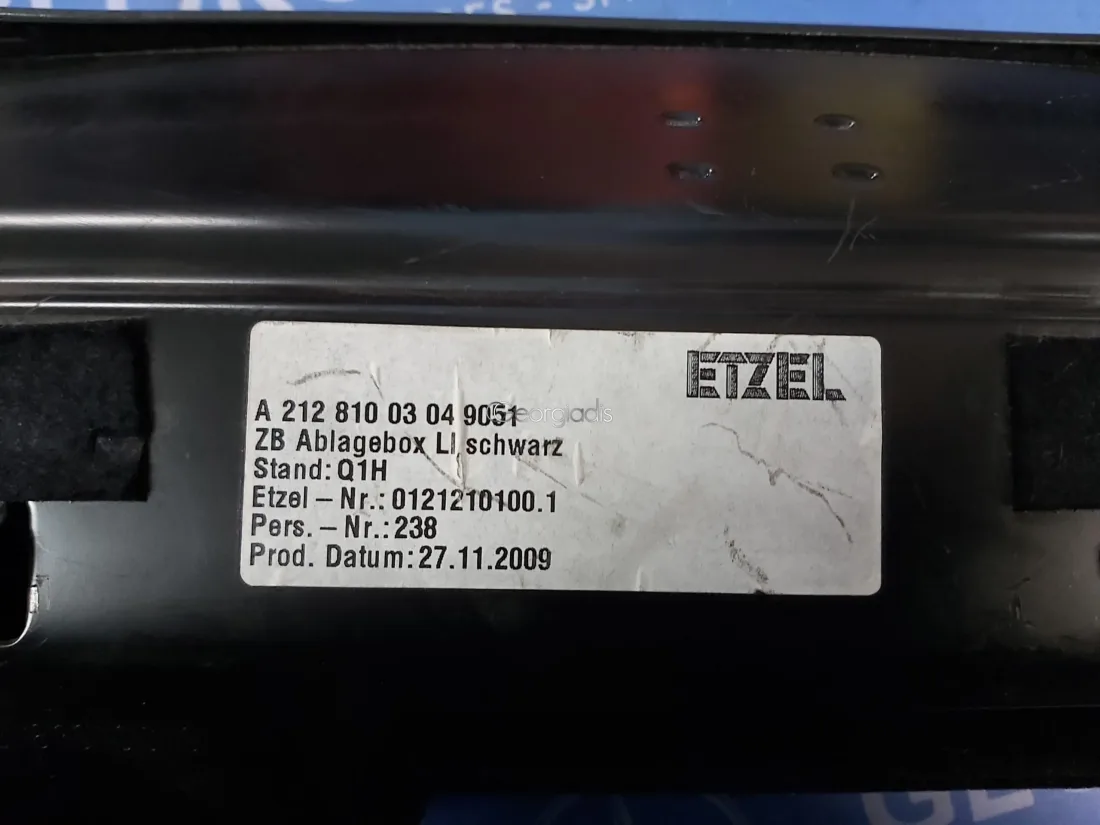 ETZEL
A 212 810 03 04 9051
Georgiadis
ZB Ablagebox LI schwarz
Stand: Q1H
Etzel – Nr.: 0121210100.1
Pers. – Nr.: 238
Prod. Datum: 27.11.2009